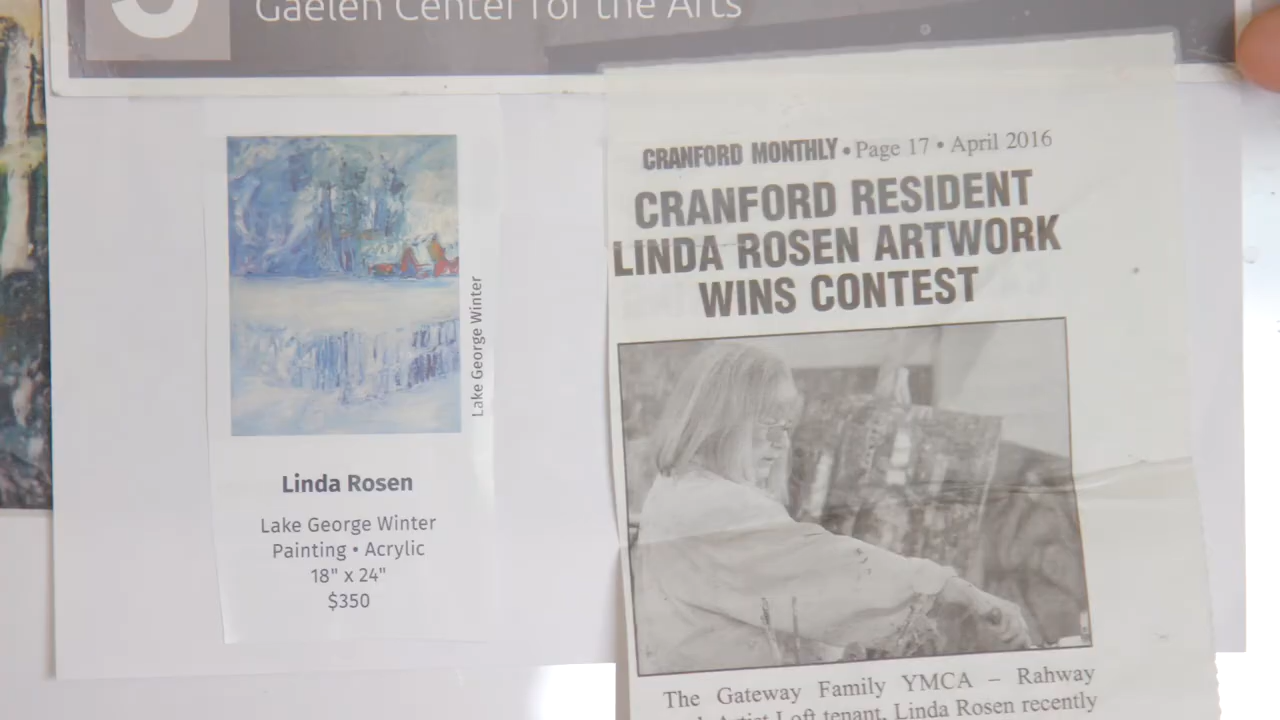 Gaelen Center for the Arts
Lake George Winter
Linda Rosen
Lake George Winter
Painting • Acrylic
18" x 24"
$350
CRANFORD MONTHLY • Page 17 • April 2016
CRANFORD RESIDENT
LINDA ROSEN ARTWORK
WINS CONTEST
The Gateway Family YMCA – Rahway
Artist Loft tenant, Linda Rosen recently